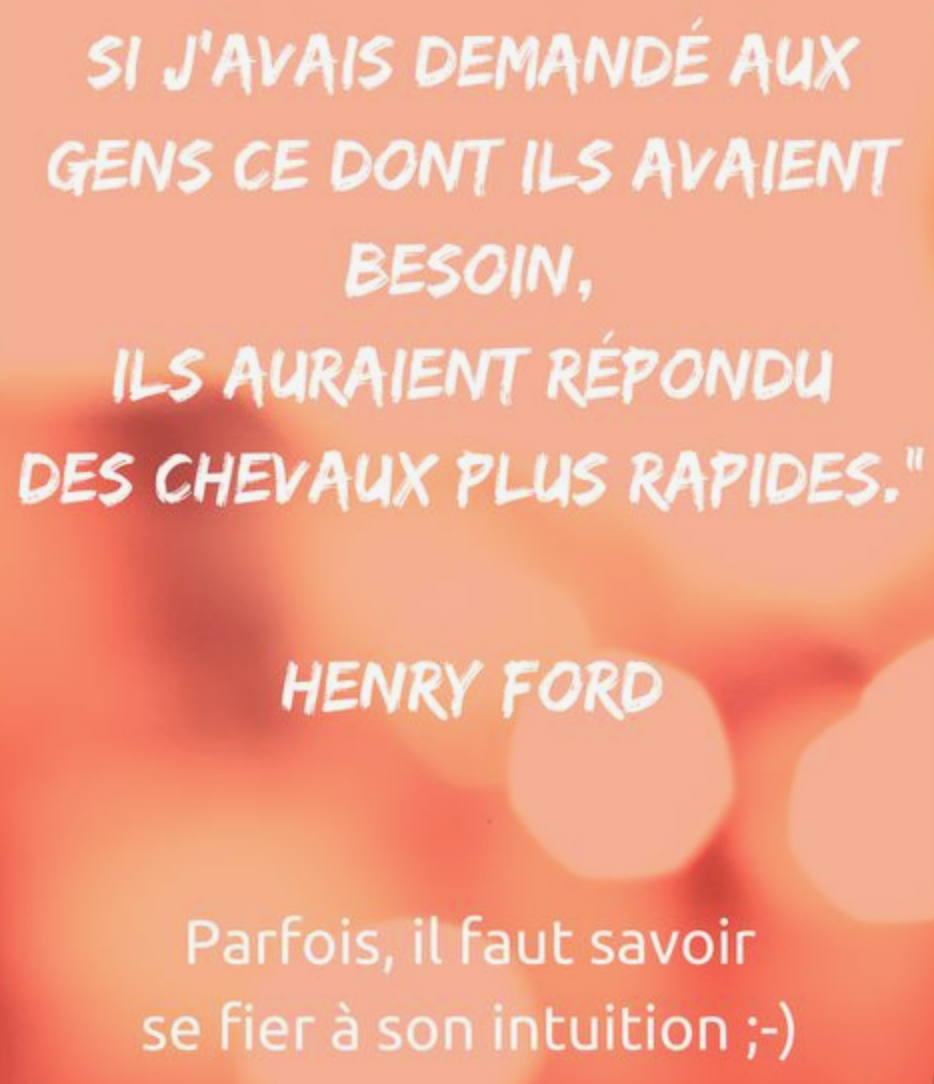 SI J'AVAIS DEMANDÉ AUX
GENS CE DONT ILS AVAIENT
BESOIN,
ILS AURAIENT RÉPONDU
DES CHEVAUX PLUS RAPIDES."
HENRY FORD
Parfois, il faut savoir
se fier à son intuition ;-)